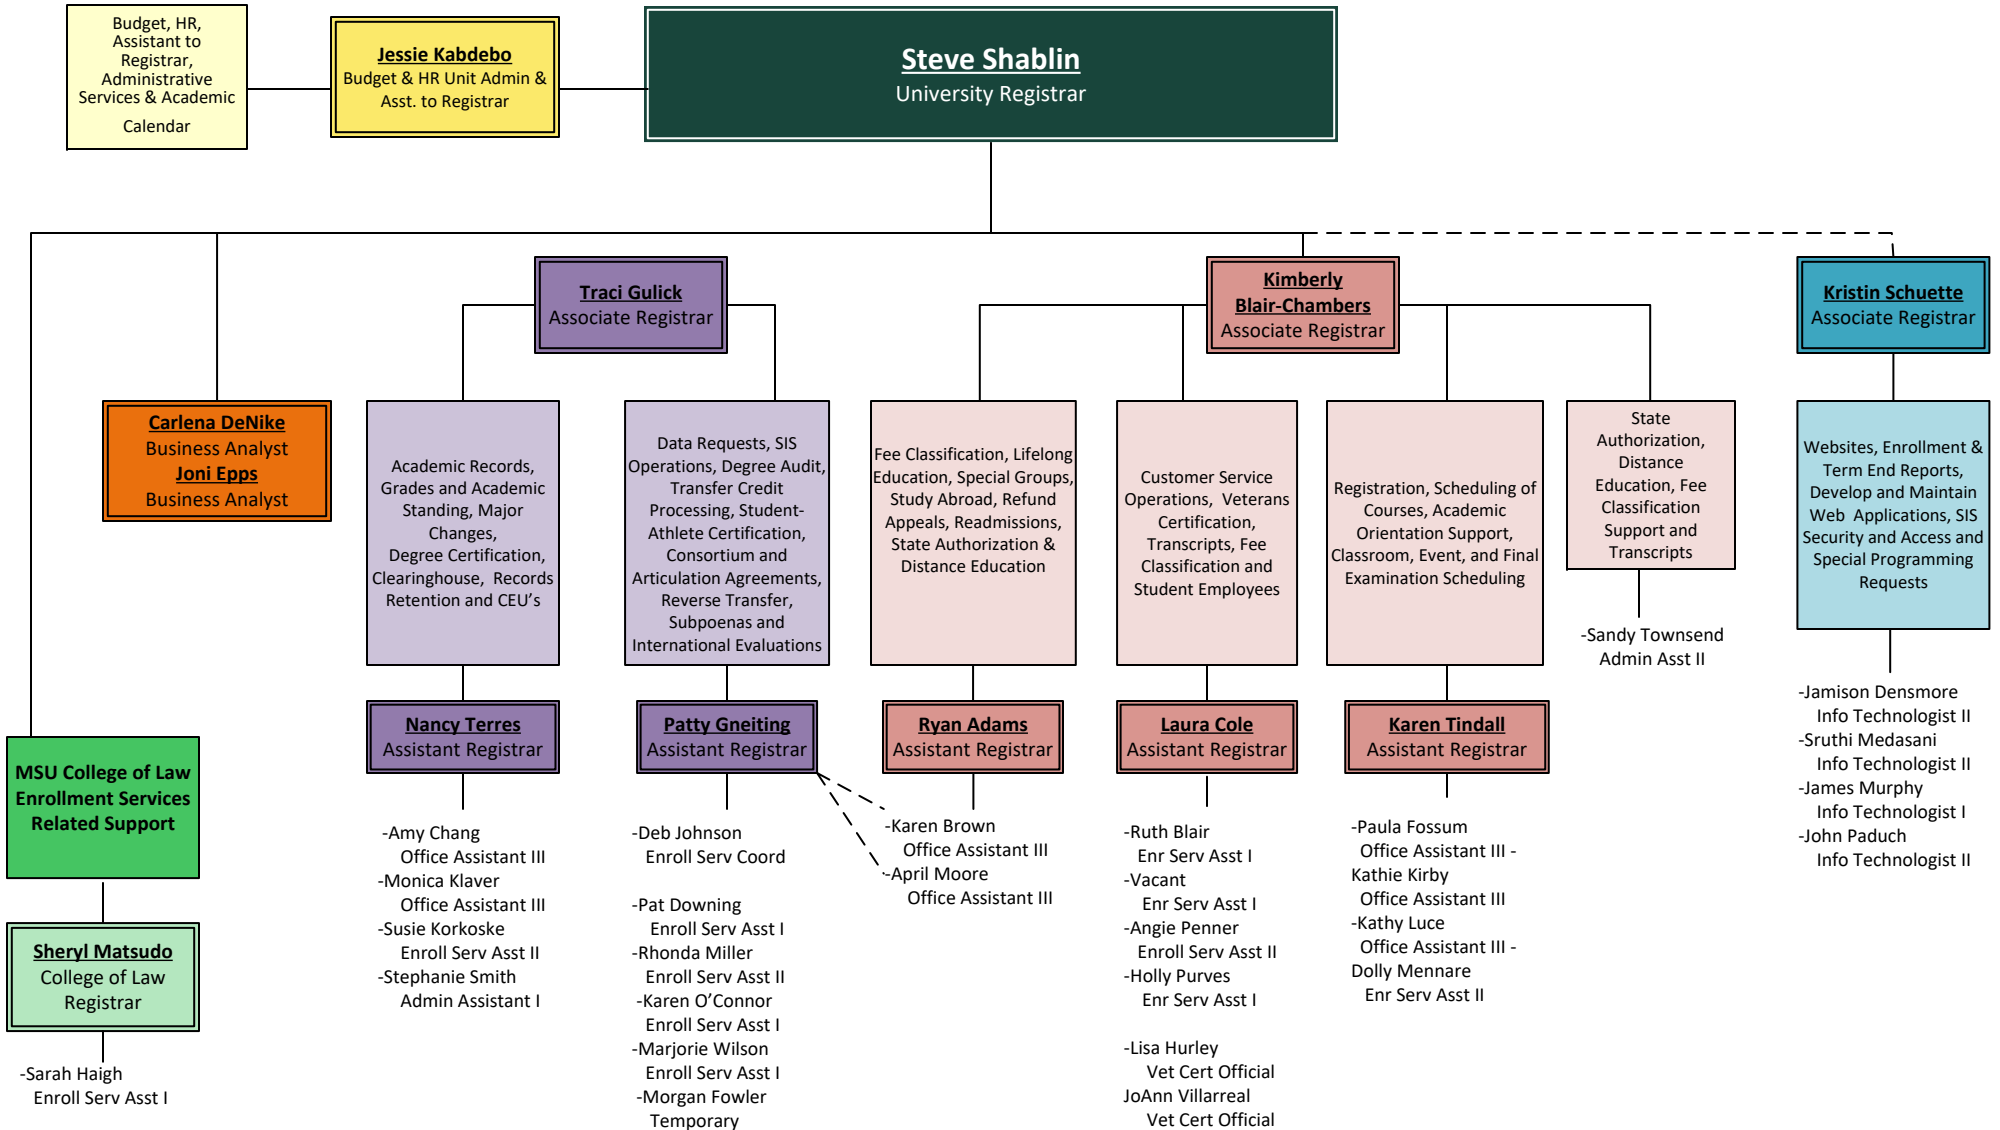 Budget, HR,
Assistant to
Registrar,
Administrative
Services & Academic
Calendar
Jessie Kabdebo
Budget & HR Unit Admin &
Asst. to Registrar
Steve Shablin
University Registrar
Traci Gulick
Associate Registrar
Kimberly
Blair-Chambers
Associate Registrar
Kristin Schuette
Associate Registrar
Carlena DeNike
Business Analyst
Joni Epps
Business Analyst
Academic Records,
Grades and Academic
Standing, Major
Changes,
Degree Certification,
Clearinghouse, Records
Retention and CEU’s
Data Requests, SIS
Operations, Degree Audit,
Transfer Credit
Processing, Student-
Athlete Certification,
Consortium and
Articulation Agreements,
Reverse Transfer,
Subpoenas and
International Evaluations
Fee Classification, Lifelong
Education, Special Groups,
Study Abroad, Refund
Appeals, Readmissions,
State Authorization &
Distance Education
Customer Service
Operations, Veterans
Certification,
Transcripts, Fee
Classification and
Student Employees
Registration, Scheduling of
Courses, Academic
Orientation Support,
Classroom, Event, and Final
Examination Scheduling
State
Authorization,
Distance
Education, Fee
Classification
Support and
Transcripts
-Sandy Townsend
Admin Asst II
Websites, Enrollment &
Term End Reports,
Develop and Maintain
Web Applications, SIS
Security and Access and
Special Programming
Requests
-Jamison Densmore
Info Technologist II
-Sruthi Medasani
Info Technologist II
-James Murphy
Info Technologist I
-John Paduch
Info Technologist II
MSU College of Law
Enrollment Services
Related Support
Sheryl Matsudo
College of Law
Registrar
-Sarah Haigh
Enroll Serv Asst I
Nancy Terres
Assistant Registrar
-Amy Chang
Office Assistant III
-Monica Klaver
Office Assistant III
-Susie Korkoske
Enroll Serv Asst II
-Stephanie Smith
Admin Assistant I
Patty Gneiting
Assistant Registrar
-Deb Johnson
Enroll Serv Coord
-Pat Downing
Enroll Serv Asst I
-Rhonda Miller
Enroll Serv Asst II
-Karen O’Connor
Enroll Serv Asst I
-Marjorie Wilson
Enroll Serv Asst I
-Morgan Fowler
Temporary
Ryan Adams
Assistant Registrar
-Karen Brown
Office Assistant III
-April Moore
Office Assistant III
Laura Cole
Assistant Registrar
-Ruth Blair
Enr Serv Asst I
-Vacant
Enr Serv Asst I
-Angie Penner
Enroll Serv Asst II
-Holly Purves
Enr Serv Asst I
-Lisa Hurley
Vet Cert Official
JoAnn Villarreal
Vet Cert Official
Karen Tindall
Assistant Registrar
-Paula Fossum
Office Assistant III -
Kathie Kirby
Office Assistant III
-Kathy Luce
Office Assistant III -
Dolly Mennare
Enr Serv Asst II